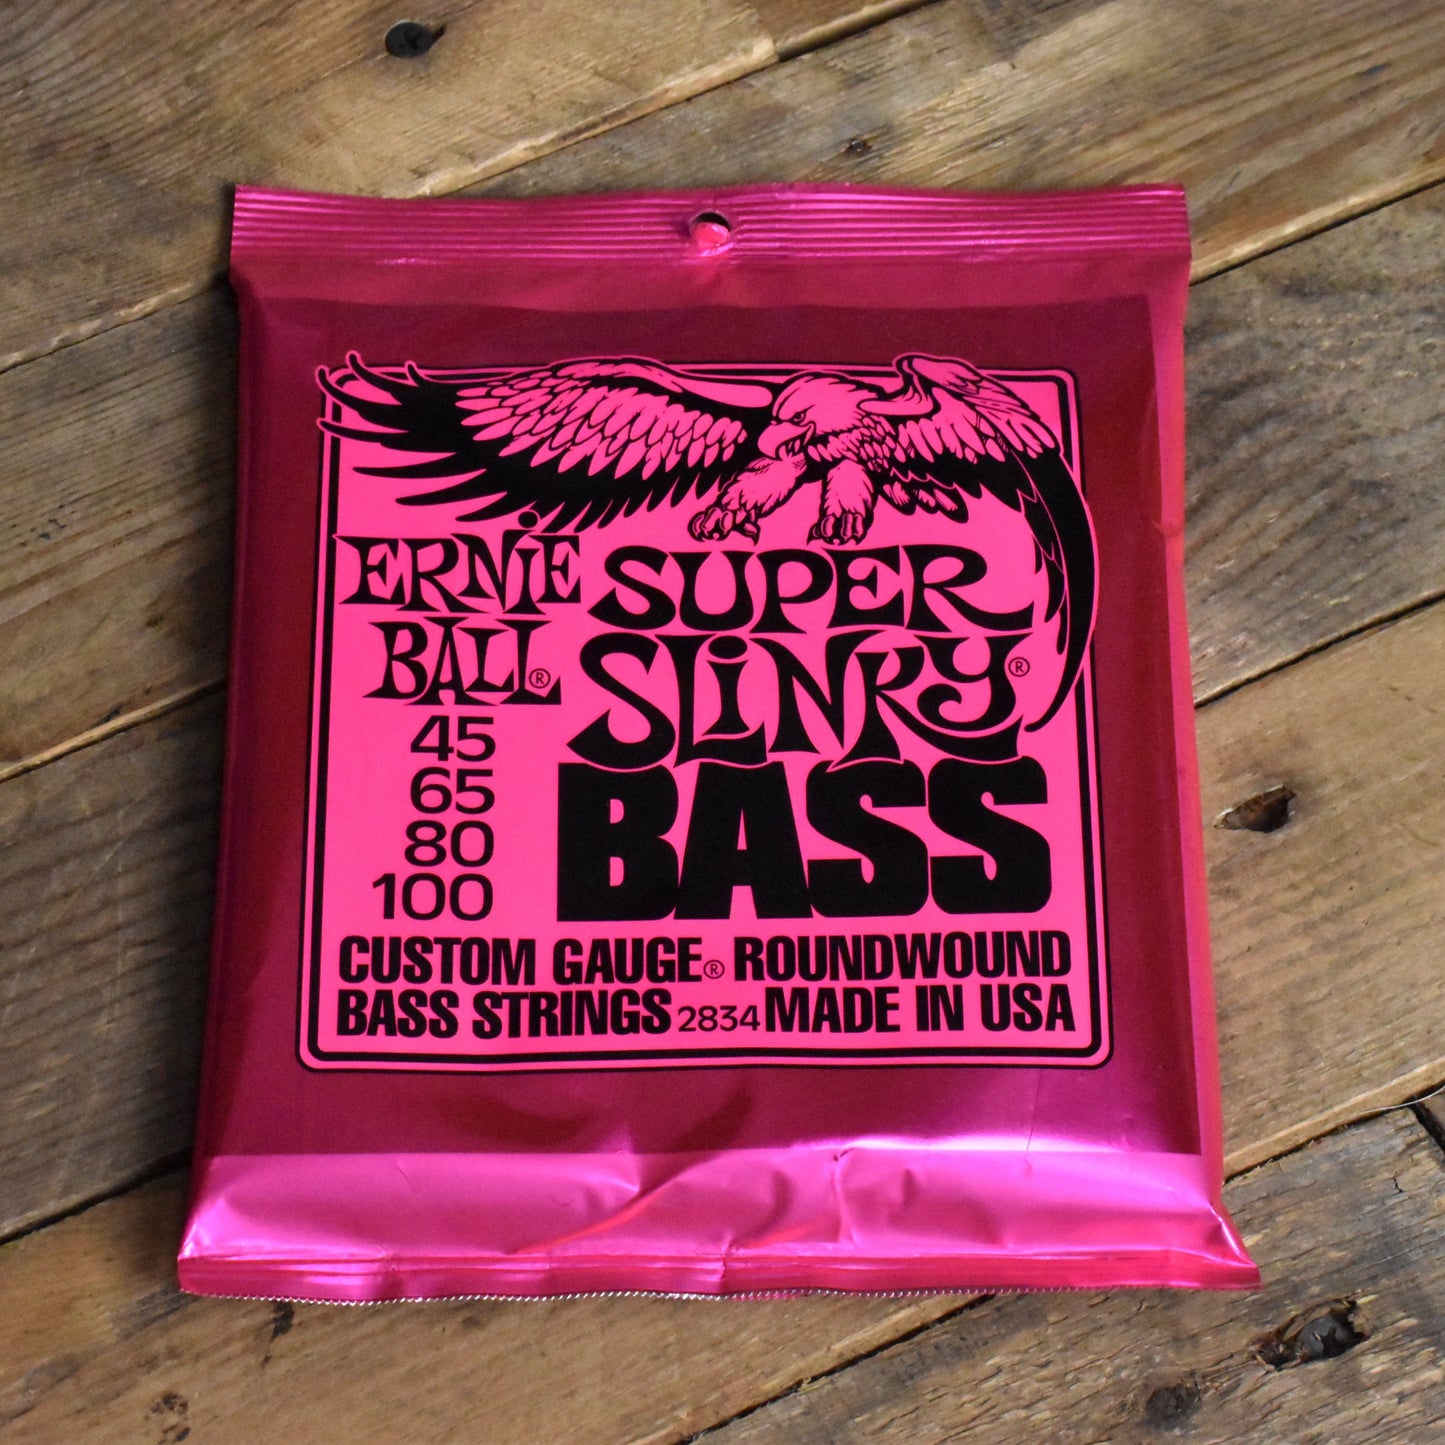 ERNiE BALL®
SUPER SLiNKY®
BASS
45
65
80
100
CUSTOM GAUGE® ROUNDWOUND
BASS STRINGS 2834 MADE IN USA